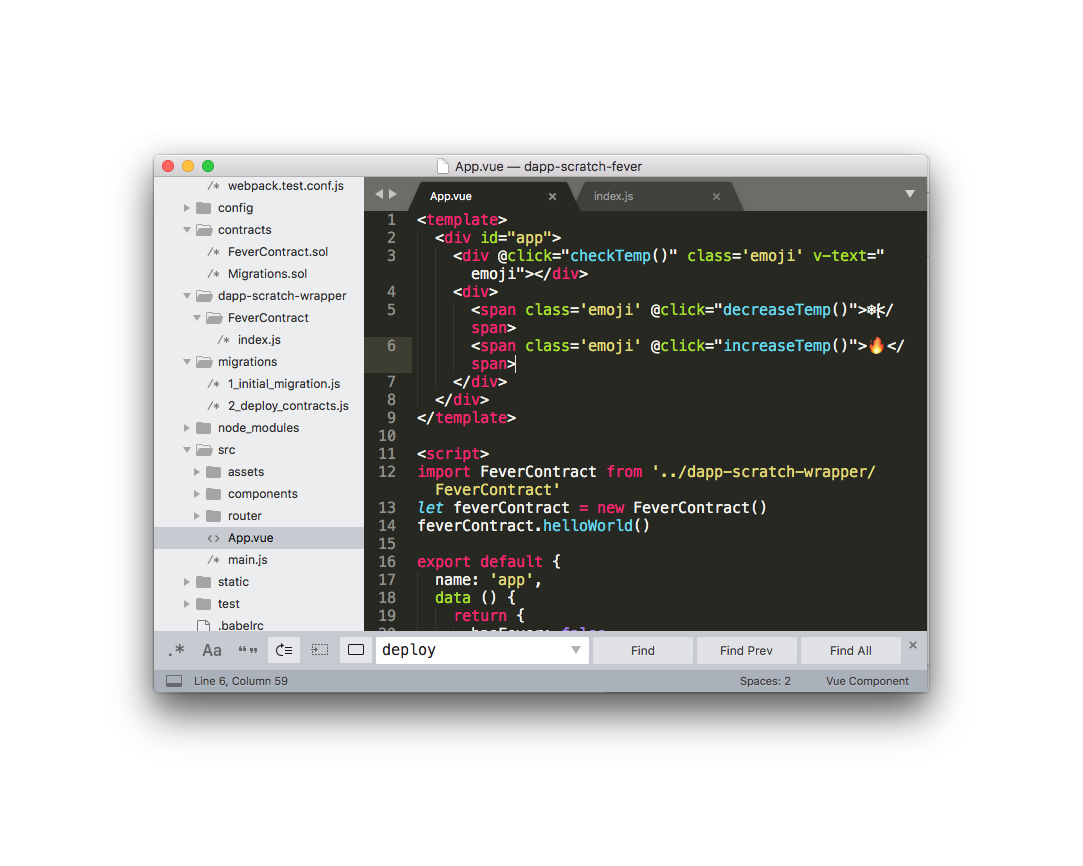 App.vue — dapp-scratch-fever
/* webpack.test.conf.js
config
contracts
/* FeverContract.sol
/* Migrations.sol
dapp-scratch-wrapper
FeverContract
/* index.js
migrations
/* 1_initial_migration.js
/* 2_deploy_contracts.js
node_modules
src
assets
components
router
<> App.vue
/* main.js
static
test
.babelrc
App.vue × index.js ×
1 <template>
2 <div id="app">
3 <div @click="checkTemp()" class='emoji' v-text="
emoji"></div>
4 <div>
5 <span class='emoji' @click="decreaseTemp()">❄</
span>
6 <span class='emoji' @click="increaseTemp()">🔥</
span>
7 </div>
8 </div>
9 </template>
10
11 <script>
12 import FeverContract from '../dapp-scratch-wrapper/
FeverContract'
13 let feverContract = new FeverContract()
14 feverContract.helloWorld()
15
16 export default {
17 name: 'app',
18 data () {
19 return {
.* Aa “” deploy Find Find Prev Find All ×
Line 6, Column 59 Spaces: 2 Vue Component